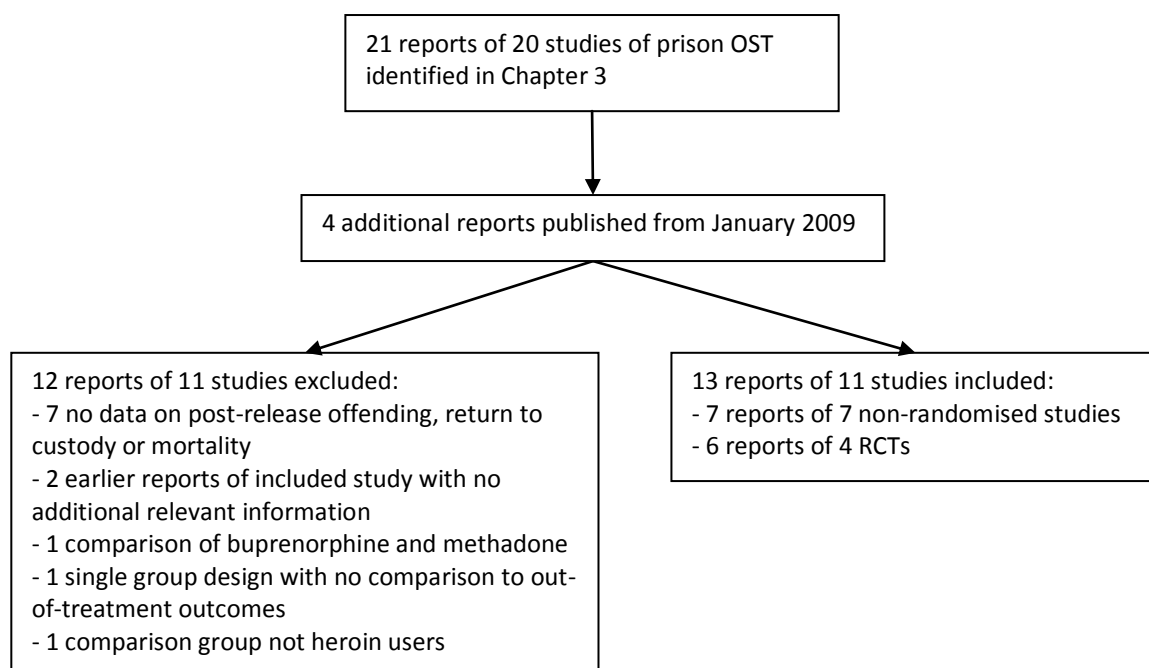 21 reports of 20 studies of prison OST
identified in Chapter 3
4 additional reports published from January 2009
12 reports of 11 studies excluded:
- 7 no data on post-release offending, return to
custody or mortality
- 2 earlier reports of included study with no
additional relevant information
- 1 comparison of buprenorphine and methadone
- 1 single group design with no comparison to out-
of-treatment outcomes
- 1 comparison group not heroin users
13 reports of 11 studies included:
- 7 reports of 7 non-randomised studies
- 6 reports of 4 RCTs